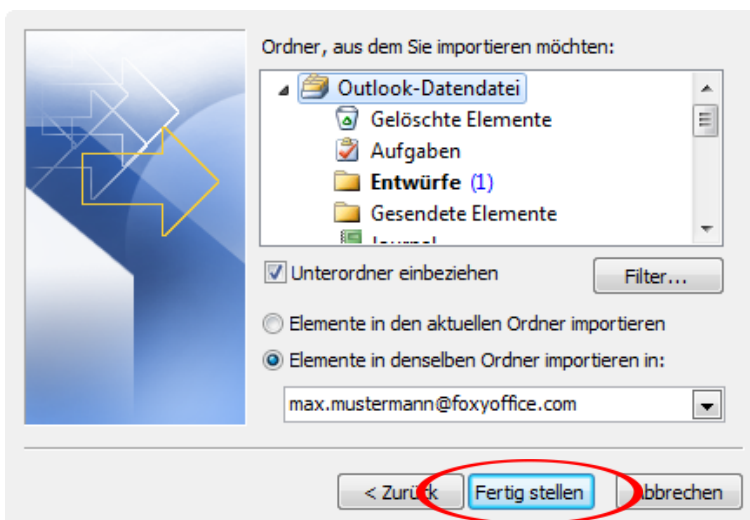 Ordner, aus dem Sie importieren möchten:
Outlook-Datendatei
Gelöschte Elemente
Aufgaben
Entwürfe (1)
Gesendete Elemente
Unterordner einbeziehen
Filter...
Elemente in den aktuellen Ordner importieren
Elemente in denselben Ordner importieren in:
max.mustermann@foxyoffice.com
< Zurück Fertig stellen Abbrechen